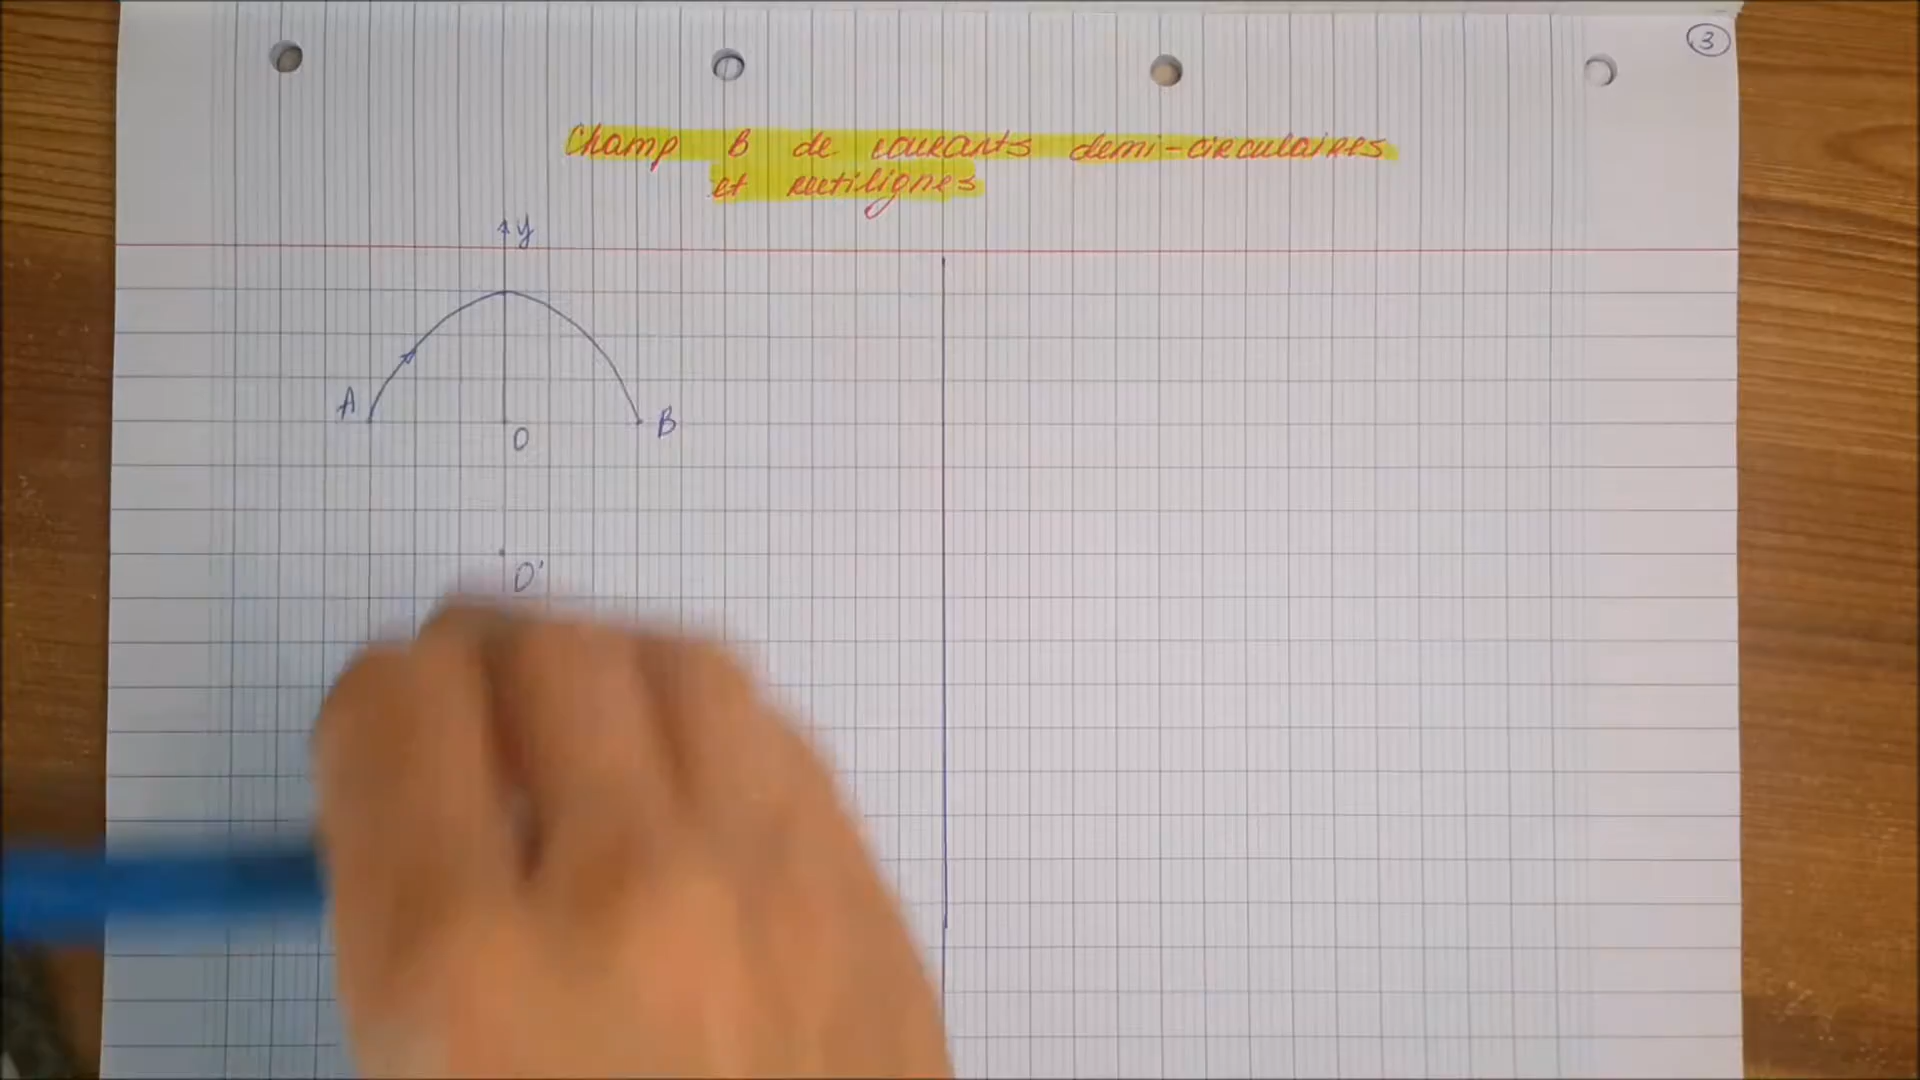 3
Champ B de courants demi-circulaires
et rectilignes
y
A
B
O
O'